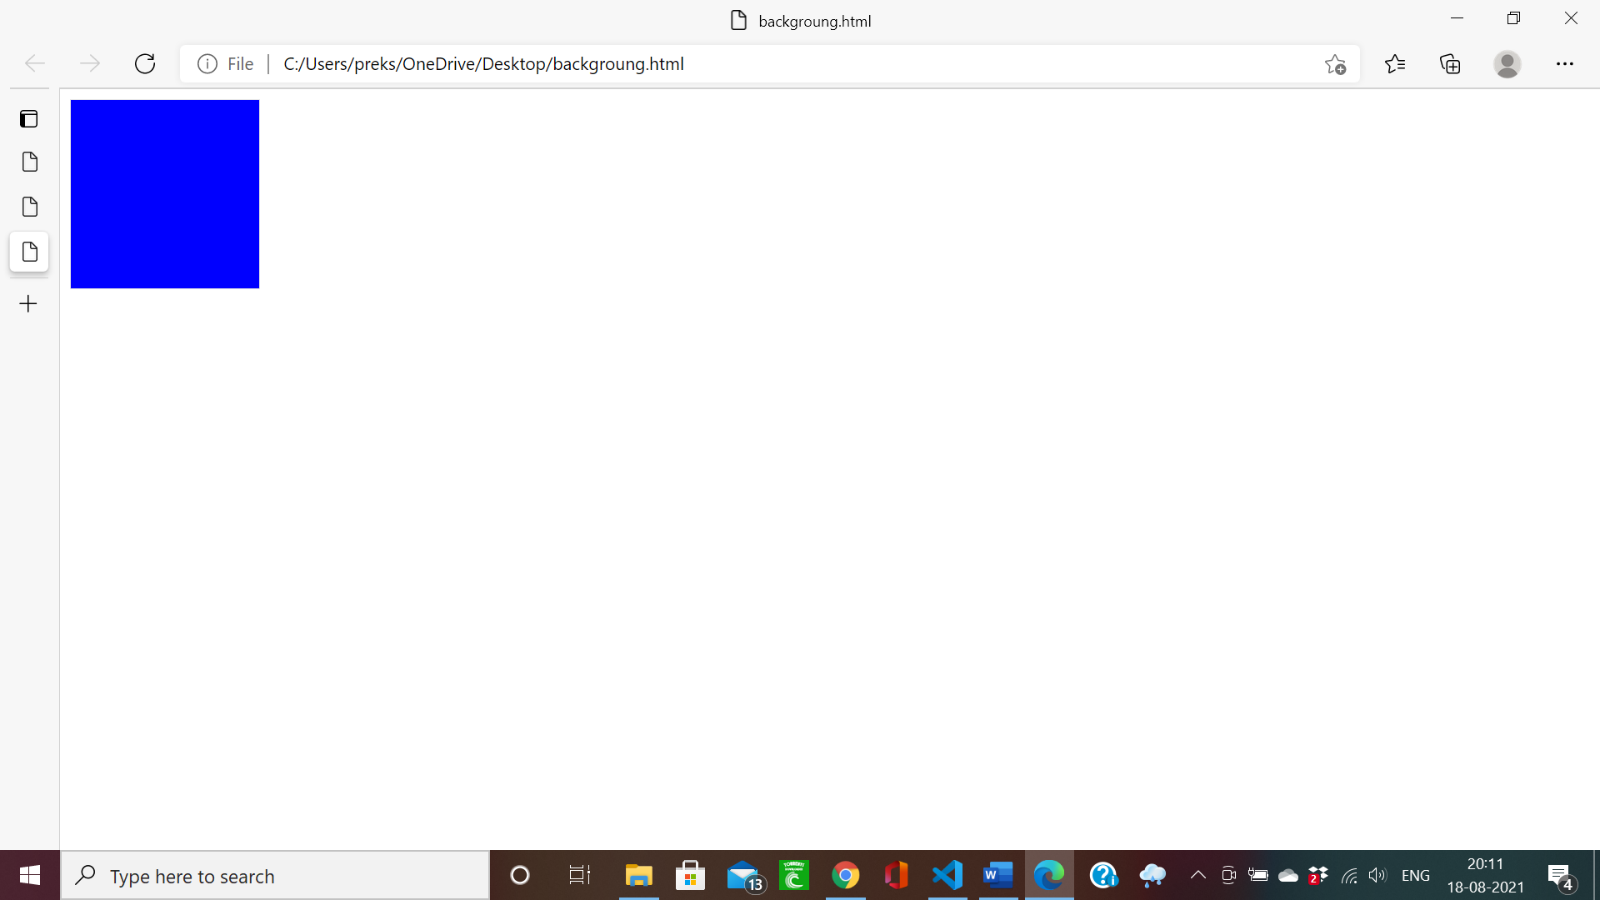 backgroung.html
File
C:/Users/preks/OneDrive/Desktop/backgroung.html
Type here to search
13
W
2
ENG
20:11
18-08-2021
4